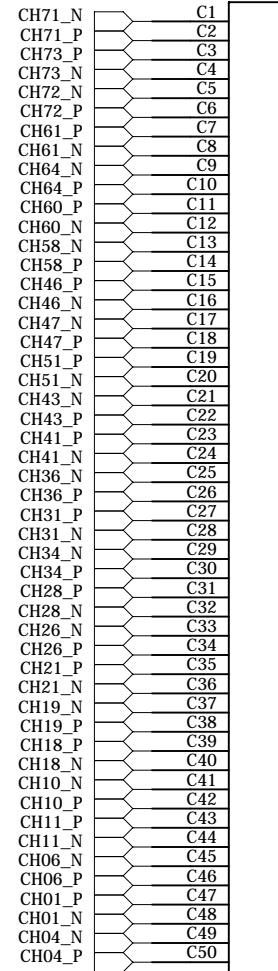 CH71_N C1
CH71_P C2
CH73_P C3
CH73_N C4
CH72_N C5
CH72_P C6
CH61_P C7
CH61_N C8
CH64_N C9
CH64_P C10
CH60_P C11
CH60_N C12
CH58_N C13
CH58_P C14
CH46_P C15
CH46_N C16
CH47_N C17
CH47_P C18
CH51_P C19
CH51_N C20
CH43_N C21
CH43_P C22
CH41_P C23
CH41_N C24
CH36_N C25
CH36_P C26
CH31_P C27
CH31_N C28
CH34_N C29
CH34_P C30
CH28_P C31
CH28_N C32
CH26_N C33
CH26_P C34
CH21_P C35
CH21_N C36
CH19_N C37
CH19_P C38
CH18_P C39
CH18_N C40
CH10_N C41
CH10_P C42
CH11_P C43
CH11_N C44
CH06_N C45
CH06_P C46
CH01_P C47
CH01_N C48
CH04_N C49
CH04_P C50